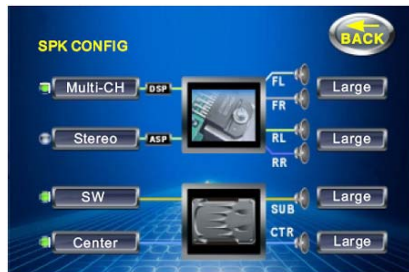 SPK CONFIG
BACK
Multi-CH DSP FL Large
FR
Stereo ASP RL Large
RR
SW SUB Large
Center CTR Large